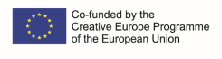 Co-funded by the
Creative Europe Programme
of the European Union